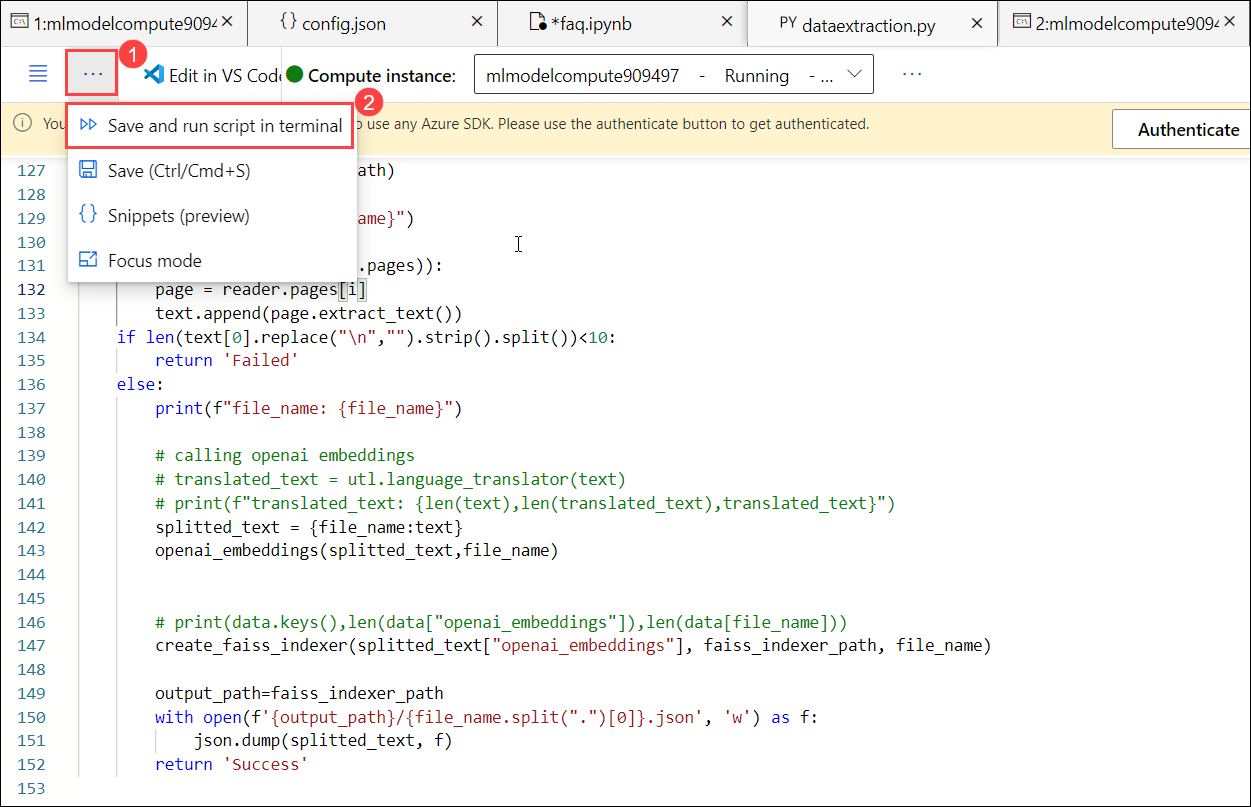 1:mlmodelcompute9094 config.json *faq.ipynb PY dataextraction.py 2:mlmodelcompute9094
1
... Edit in VS Code Compute instance: mlmodelcompute909497 - Running - ... ...
2
You o use any Azure SDK. Please use the authenticate button to get authenticated. Authenticate
Save and run script in terminal
Save (Ctrl/Cmd+S)
Snippets (preview)
Focus mode
127 ath)
128
129 ame}")
130
131 .pages)):
132 page = reader.pages[i]
133 text.append(page.extract_text())
134 if len(text[0].replace("\n","").strip().split())<10:
135 return 'Failed'
136 else:
137 print(f"file_name: {file_name}")
138
139 # calling openai embeddings
140 # translated_text = utl.language_translator(text)
141 # print(f"translated_text: {len(text),len(translated_text),translated_text}")
142 splitted_text = {file_name:text}
143 openai_embeddings(splitted_text,file_name)
144
145
146 # print(data.keys(),len(data["openai_embeddings"]),len(data[file_name]))
147 create_faiss_indexer(splitted_text["openai_embeddings"], faiss_indexer_path, file_name)
148
149 output_path=faiss_indexer_path
150 with open(f'{output_path}/{file_name.split(".")[0]}.json', 'w') as f:
151 json.dump(splitted_text, f)
152 return 'Success'
153